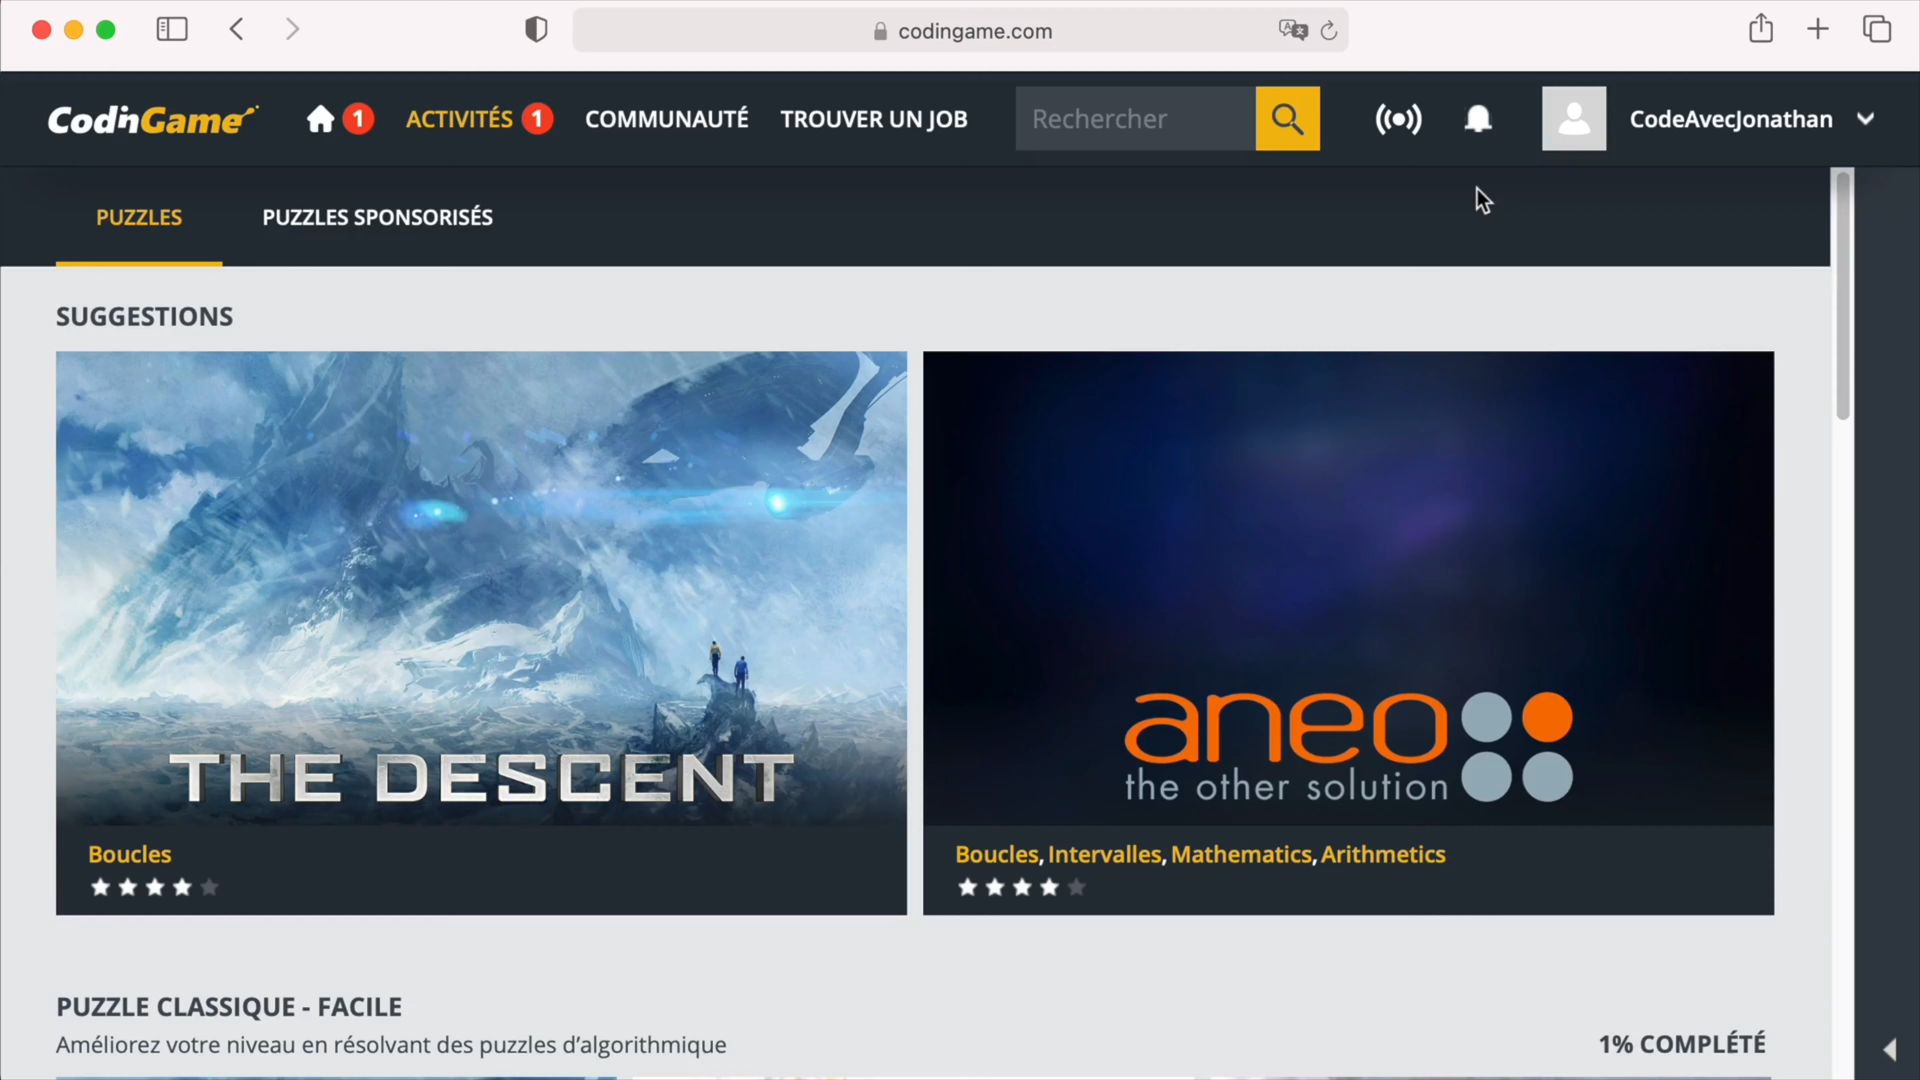 codingame.com
CodinGame
1 ACTIVITÉS 1 COMMUNAUTÉ TROUVER UN JOB Rechercher CodeAvecJonathan
PUZZLES PUZZLES SPONSORISÉS
SUGGESTIONS
THE DESCENT
Boucles
aneo
the other solution
Boucles, Intervalles, Mathematics, Arithmetics
PUZZLE CLASSIQUE - FACILE
Améliorez votre niveau en résolvant des puzzles d’algorithmique
1% COMPLÉTÉ